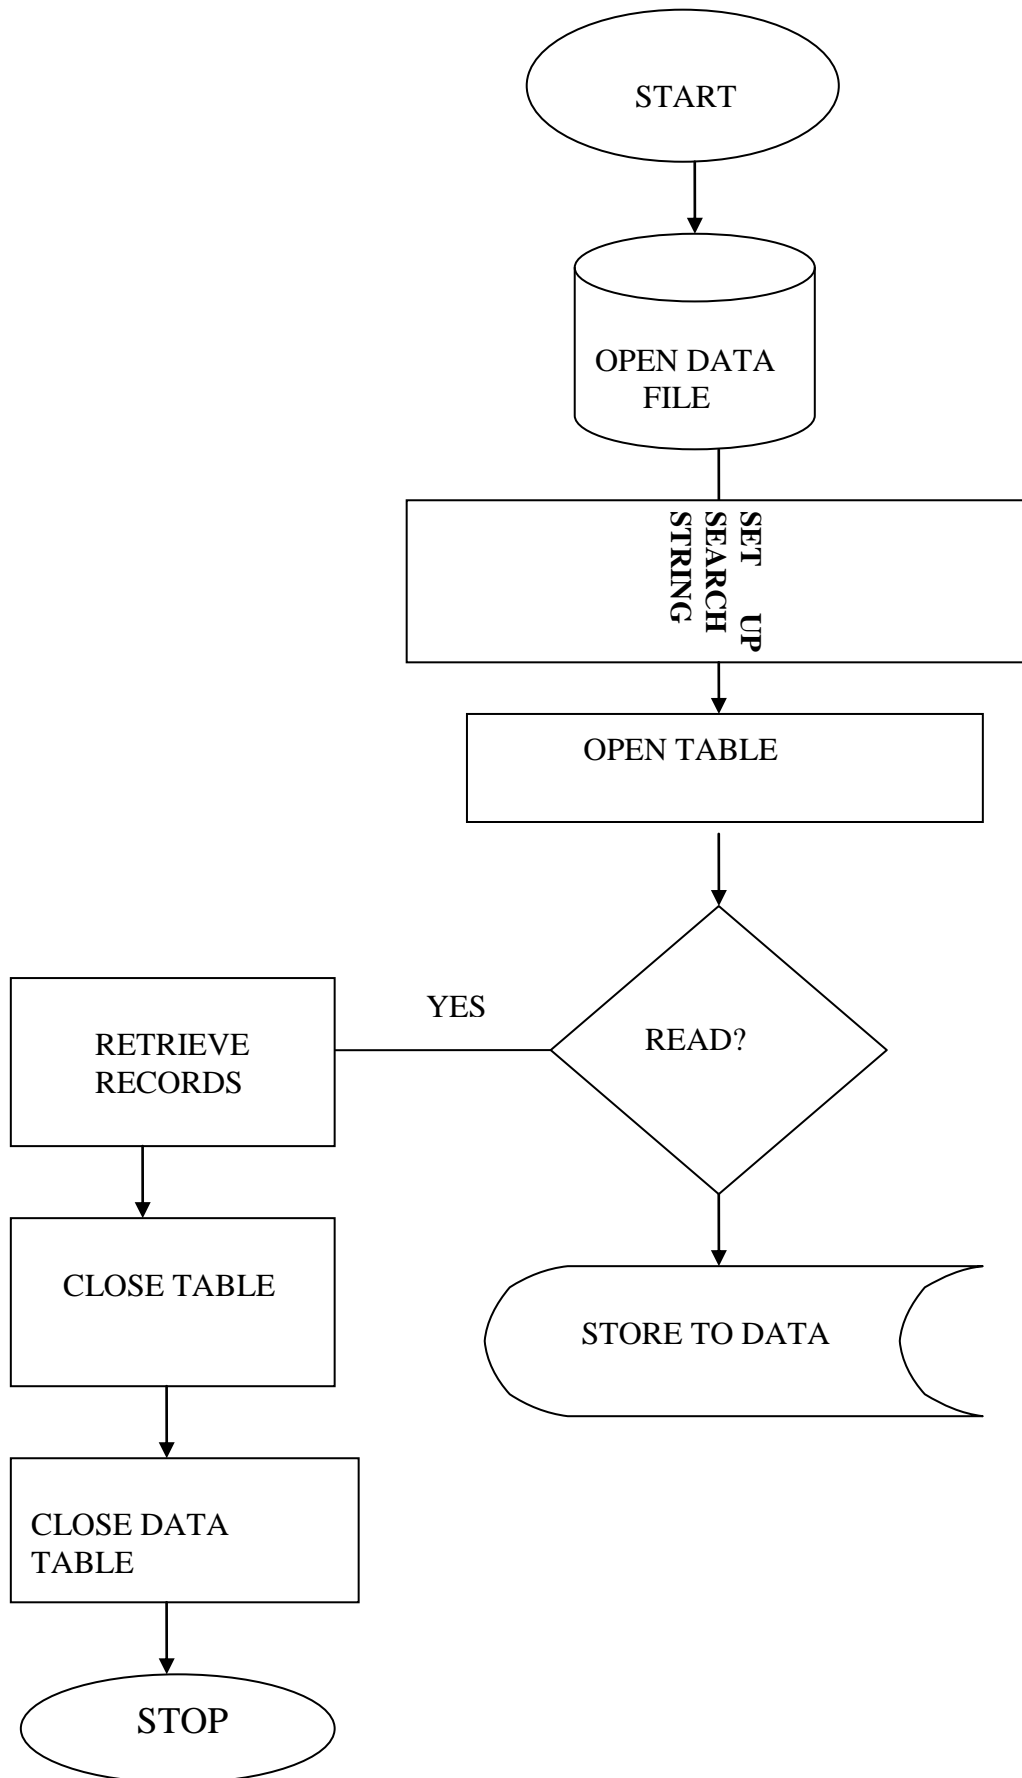 START
OPEN DATA
FILE
SET UP
SEARCH
STRING
OPEN TABLE
YES
READ?
RETRIEVE
RECORDS
CLOSE TABLE
STORE TO DATA
CLOSE DATA
TABLE
STOP